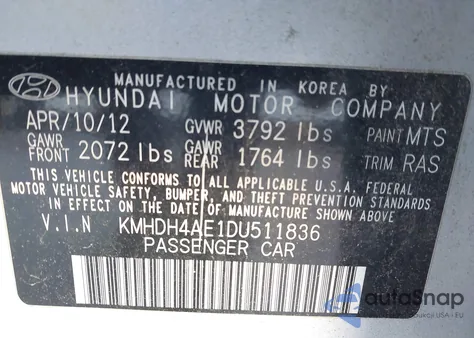 MANUFACTURED IN KOREA BY
HYUNDAI MOTOR COMPANY
APR/10/12 GVWR 3792 lbs PAINT MTS
GAWR FRONT 2072 lbs GAWR REAR 1764 lbs TRIM RAS
THIS VEHICLE CONFORMS TO ALL APPLICABLE FEDERAL
MOTOR VEHICLE SAFETY, BUMPER, AND THEFT PREVENTION STANDARDS
IN EFFECT ON THE DATE OF MANUFACTURE SHOWN ABOVE.
V.I.N KMHDH4AE1DU511836
PASSENGER CAR
autoSnap